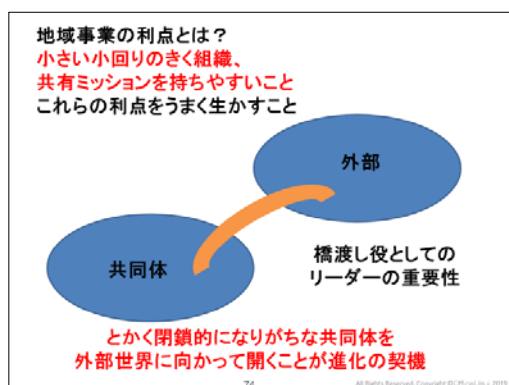 地域事業の利点とは？
小さい小回りのきく組織、
共有ミッションを持ちやすいこと
これらの利点をうまく生かすこと
外部
共同体
橋渡し役としての
リーダーの重要性
とかく閉鎖的になりがちな共同体を
外部世界に向かって開くことが進化の契機
74
All Rights Reserved, Copyright